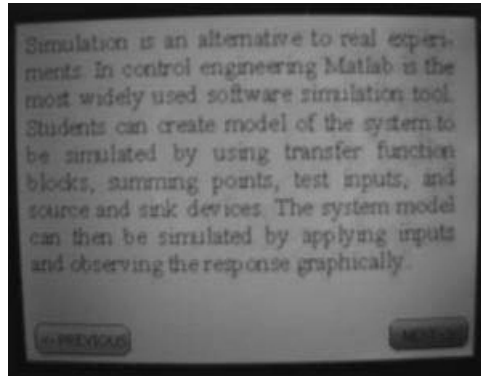 Simulation is an alternative to real experi-
ments. In control engineering Matlab is the
most widely used software simulation tool.
Students can create model of the system to
be simulated by using transfer function
blocks, summing points, test inputs, and
source and sink devices. The system model
can then be simulated by applying inputs
and observing the response graphically.
<- PREVIOUS
NEXT ->